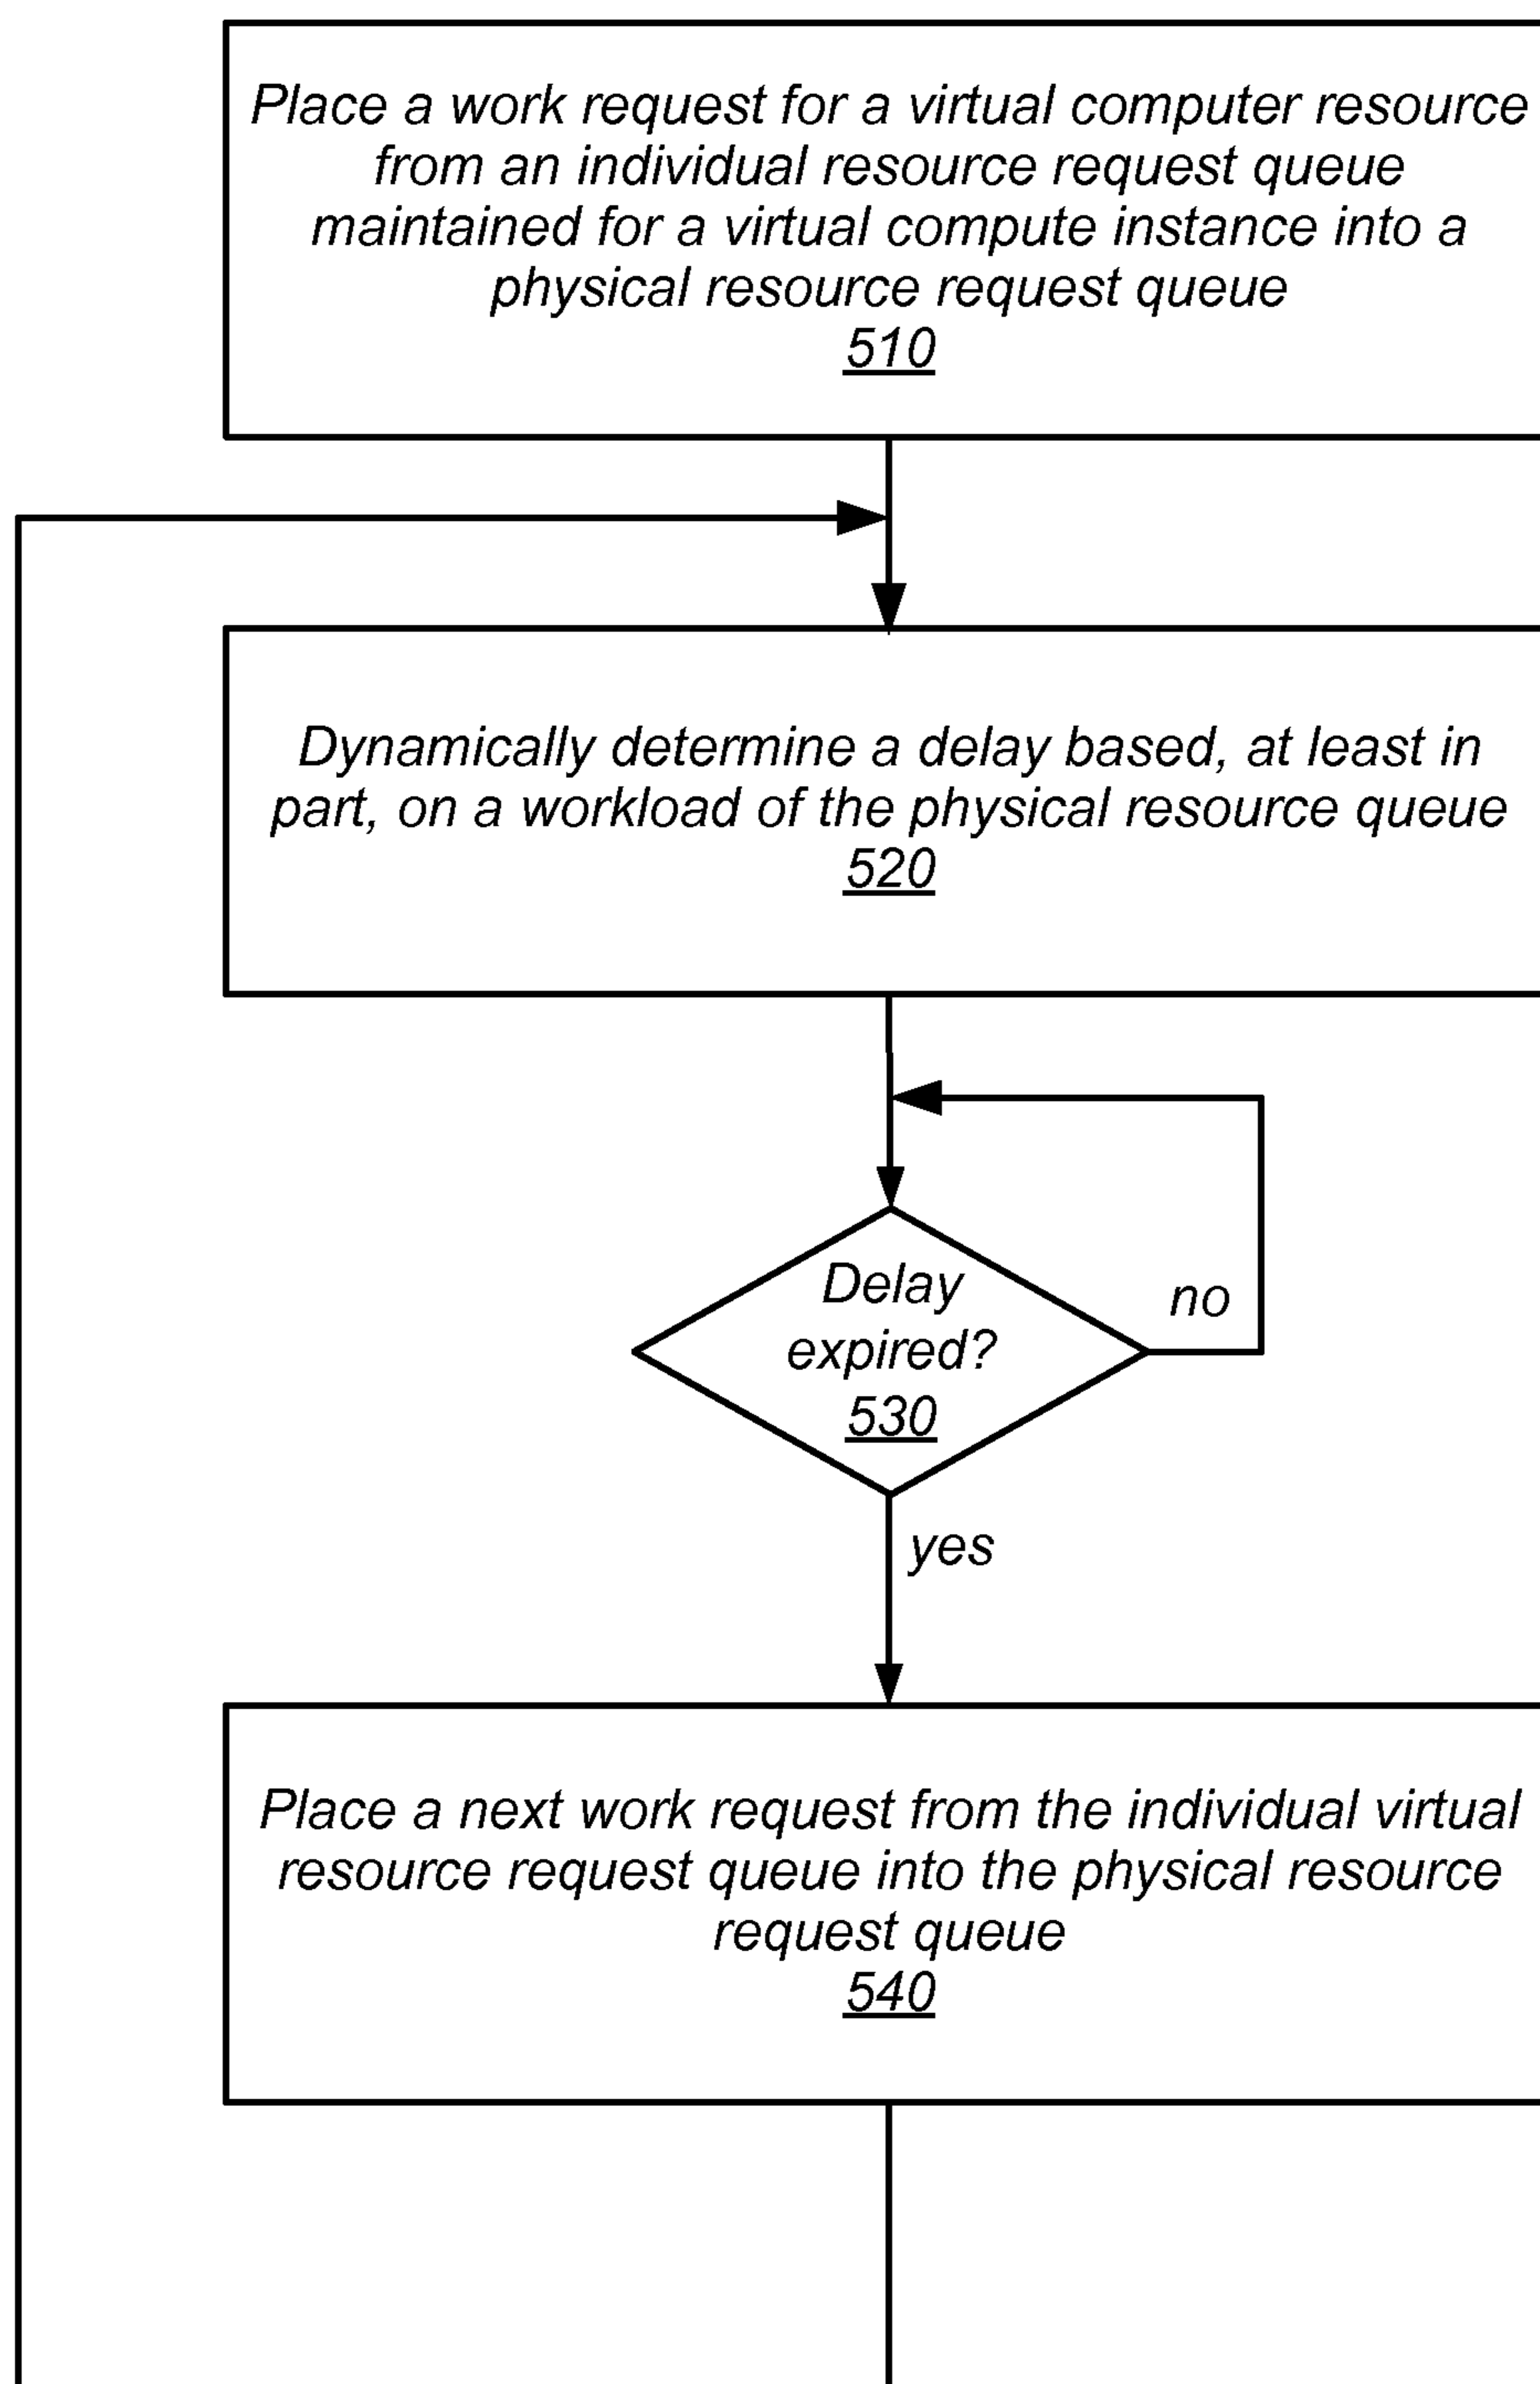 Place a work request for a virtual computer resource
from an individual resource request queue
maintained for a virtual compute instance into a
physical resource request queue
510
Dynamically determine a delay based, at least in
part, on a workload of the physical resource queue
520
Delay
expired?
530
no
yes
Place a next work request from the individual virtual
resource request queue into the physical resource
request queue
540